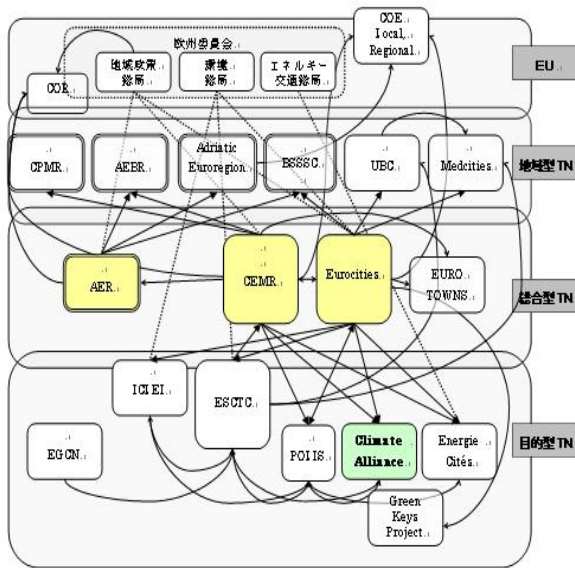 COE
Local,
Regional
欧州委員会
EU
地域政策
総局
環境
総局
エネルギー
交通総局
COR
CPMR
AEBR
Adriatic
Euroregion
BSSSC
UBC
Medcities
地域型TN
AER
CEMR
Eurocities
EURO
TOWNS
総合型TN
ICLEI
ESCTC
EGCN
POLIS
Climate
Alliance
Energie
Cités
目的型TN
Green
Keys
Project